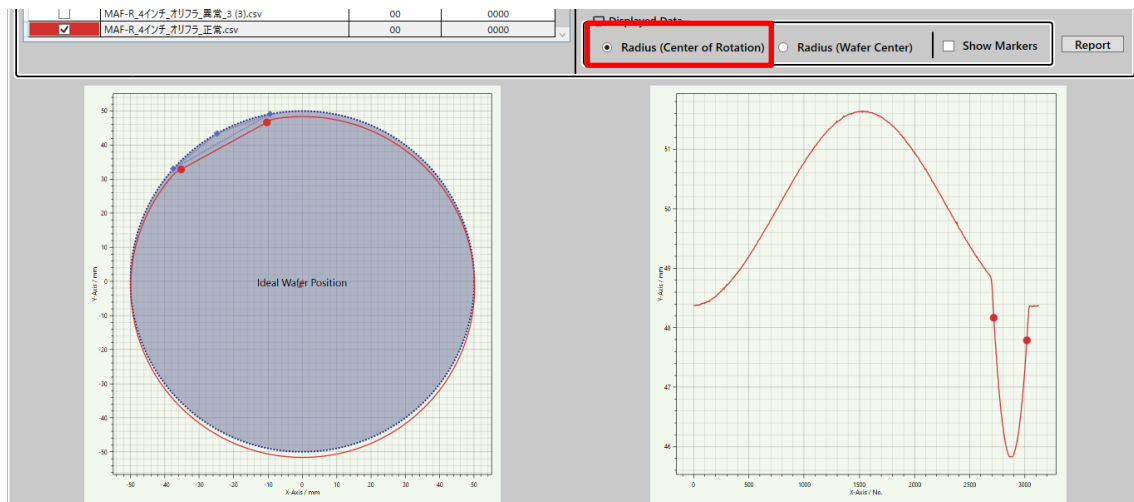 MAF-R_4インチ_オリフラ_異常_3 (3).csv 00 0000
MAF-R_4インチ_オリフラ_正常.csv 00 0000
Displayed Data
Radius (Center of Rotation) Radius (Wafer Center) Show Markers Report
50
40
30
20
10
0
-10
-20
-30
-40
-50
Y-Axis / mm
Ideal Wafer Position
-50 -40 -30 -20 -10 0 10 20 30 40 50
X-Axis / mm
51
50
49
48
47
46
Y-Axis / mm
0 500 1000 1500 2000 2500 3000
X-Axis / No.